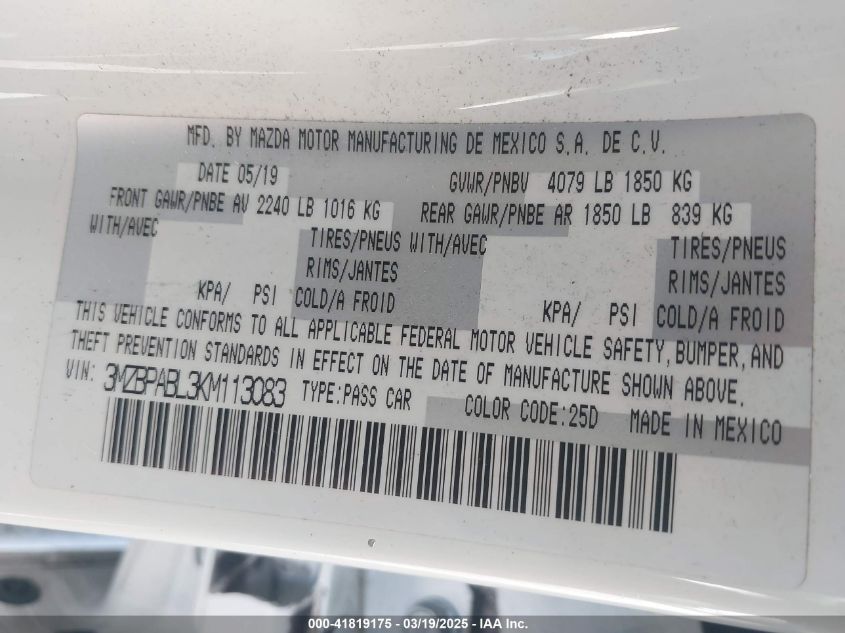 MFD. BY MAZDA MOTOR MANUFACTURING DE MEXICO S.A. DE C.V.
DATE 05/19 GVWR/PNBV 4079 LB 1850 KG
FRONT GAWR/PNBE AV 2240 LB 1016 KG REAR GAWR/PNBE AR 1850 LB 839 KG
WITH/AVEC TIRES/PNEUS WITH/AVEC TIRES/PNEUS
RIMS/JANTES RIMS/JANTES
KPA/ PSI COLD/A FROID KPA/ PSI COLD/A FROID
THIS VEHICLE CONFORMS TO ALL APPLICABLE FEDERAL MOTOR VEHICLE SAFETY, BUMPER, AND
THEFT PREVENTION STANDARDS IN EFFECT ON THE DATE OF MANUFACTURE SHOWN ABOVE.
VIN: 3MZBPABL3KM113083 TYPE:PASS CAR COLOR CODE:25D MADE IN MEXICO
000-41819175 - 03/19/2025 - IAA Inc.